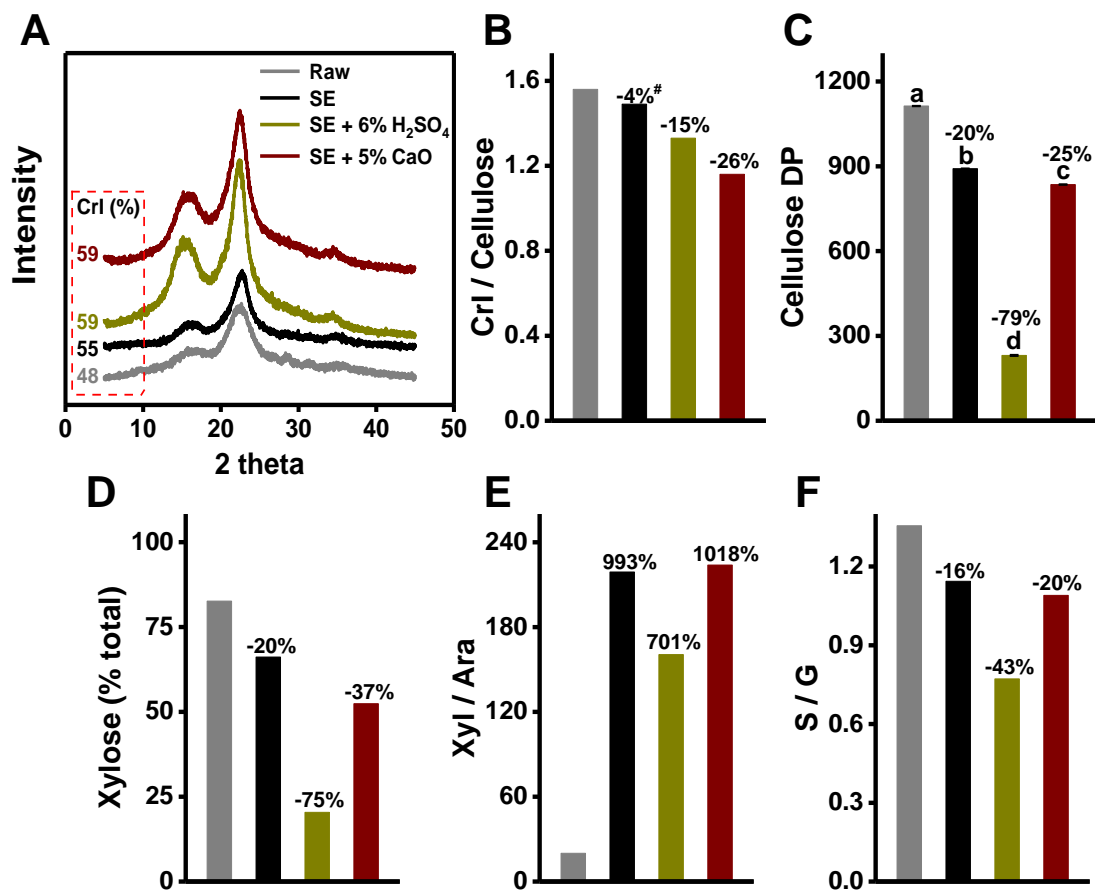 A
Raw
SE
SE + 6% H₂SO₄
SE + 5% CaO
CrI (%)
59
59
55
48
Intensity
0 10 20 30 40 50
2 theta
B
1.6
1.2
0.8
0.4
0.0
CrI / Cellulose
-4%#
-15%
-26%
C
1200
900
600
300
0
Cellulose DP
a
-20%
b
-79%
d
-25%
c
D
100
75
50
25
0
Xylose (% total)
-20%
-75%
-37%
E
240
180
120
60
0
Xyl / Ara
993%
701%
1018%
F
1.2
0.9
0.6
0.3
0.0
S / G
-16%
-43%
-20%